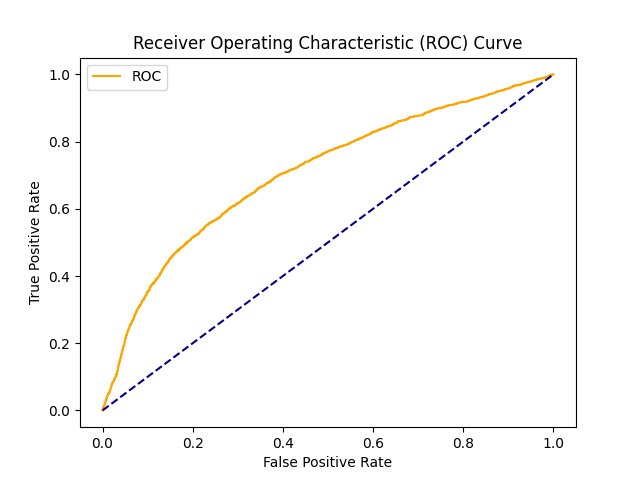 Receiver Operating Characteristic (ROC) Curve
ROC
1.0
0.8
0.6
0.4
0.2
0.0
True Positive Rate
0.0 0.2 0.4 0.6 0.8 1.0
False Positive Rate